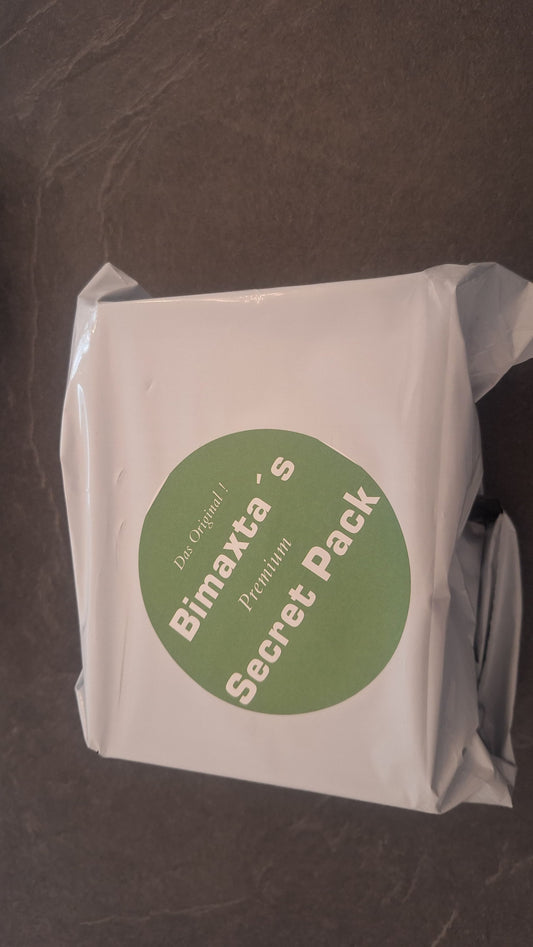 Das Original !
Bimaxta´s
Premium
Secret Pack